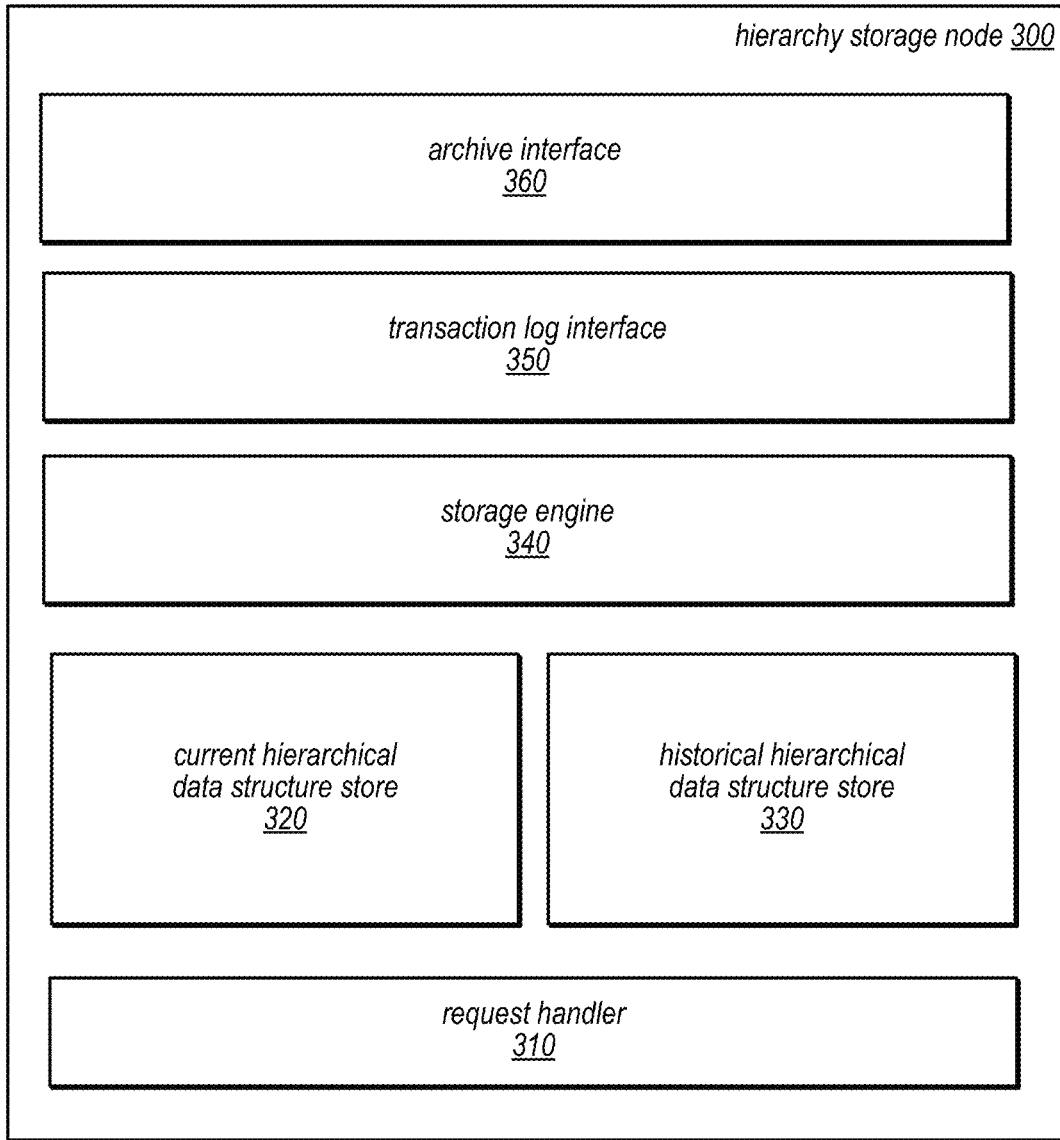 hierarchy storage node 300
archive interface
360
transaction log interface
350
storage engine
340
current hierarchical
data structure store
320
historical hierarchical
data structure store
330
request handler
310